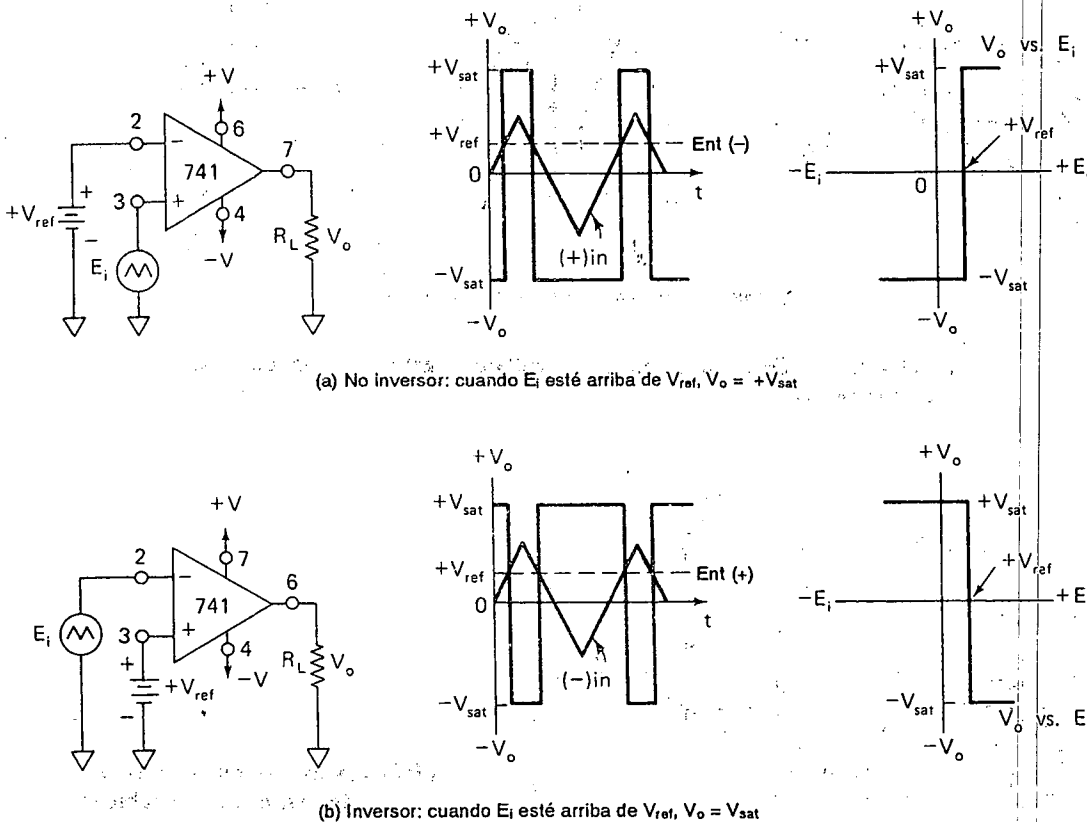 +V
2
−
6
7
741
3
+
4
−V
+
+V_ref
−
E_i
R_L
V_o
+V_o
+V_sat
+V_ref
0
Ent (−)
t
(+)in
−V_sat
−V_o
+V_o
V_o vs. E_i
+V_sat
+V_ref
−E_i
0
+E
−V_sat
−V_o
(a) No inversor: cuando E_i esté arriba de V_ref, V_o = +V_sat
+V
7
2
−
6
741
E_i
3
+
4
−V
+
+V_ref
−
R_L
V_o
+V_o
+V_sat
+V_ref
0
Ent (+)
t
(−)in
−V_sat
−V_o
+V_o
+V_sat
+V_ref
−E_i
0
+E
−V_sat
V_o vs. E
−V_o
(b) Inversor: cuando E_i esté arriba de V_ref, V_o = V_sat